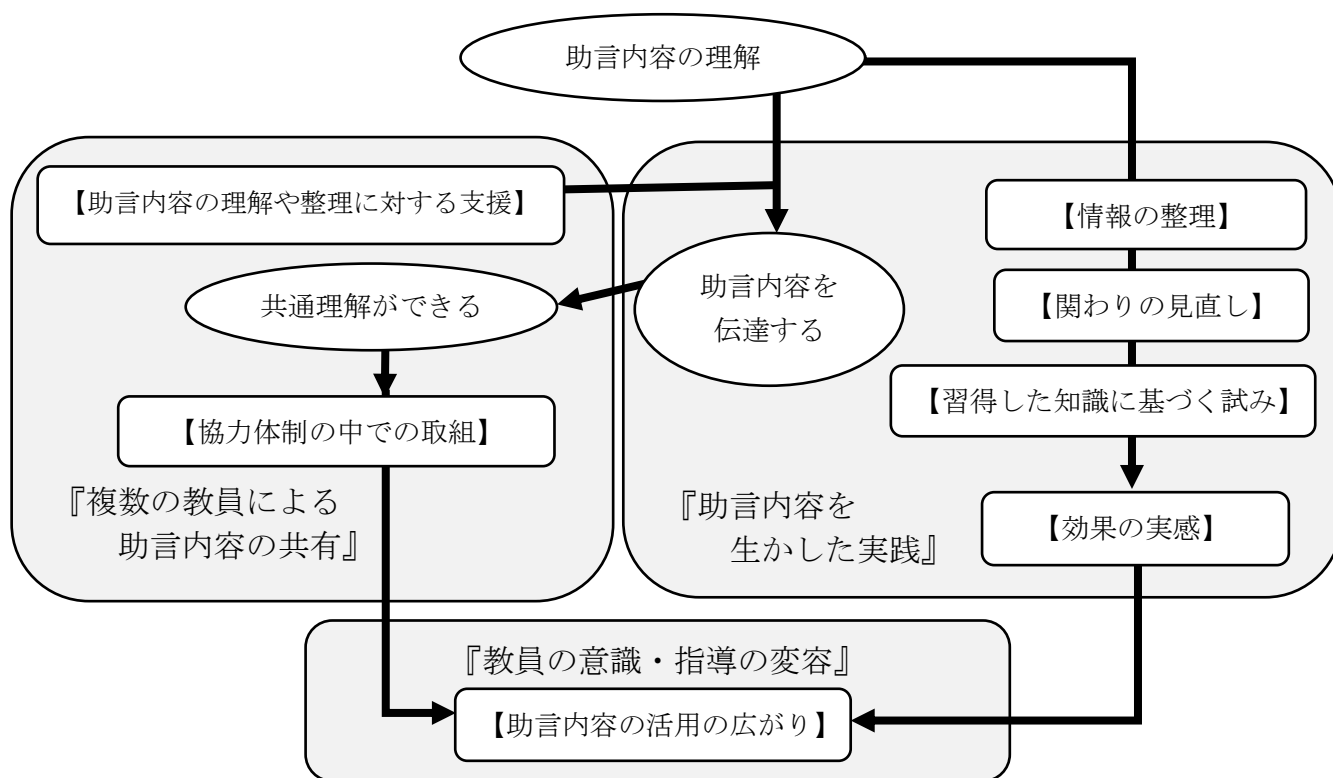 助言内容の理解
【助言内容の理解や整理に対する支援】
【情報の整理】
助言内容を
伝達する
共通理解ができる
【関わりの見直し】
【習得した知識に基づく試み】
【協力体制の中での取組】
『複数の教員による
助言内容の共有』
『助言内容を
生かした実践』
【効果の実感】
『教員の意識・指導の変容』
【助言内容の活用の広がり】